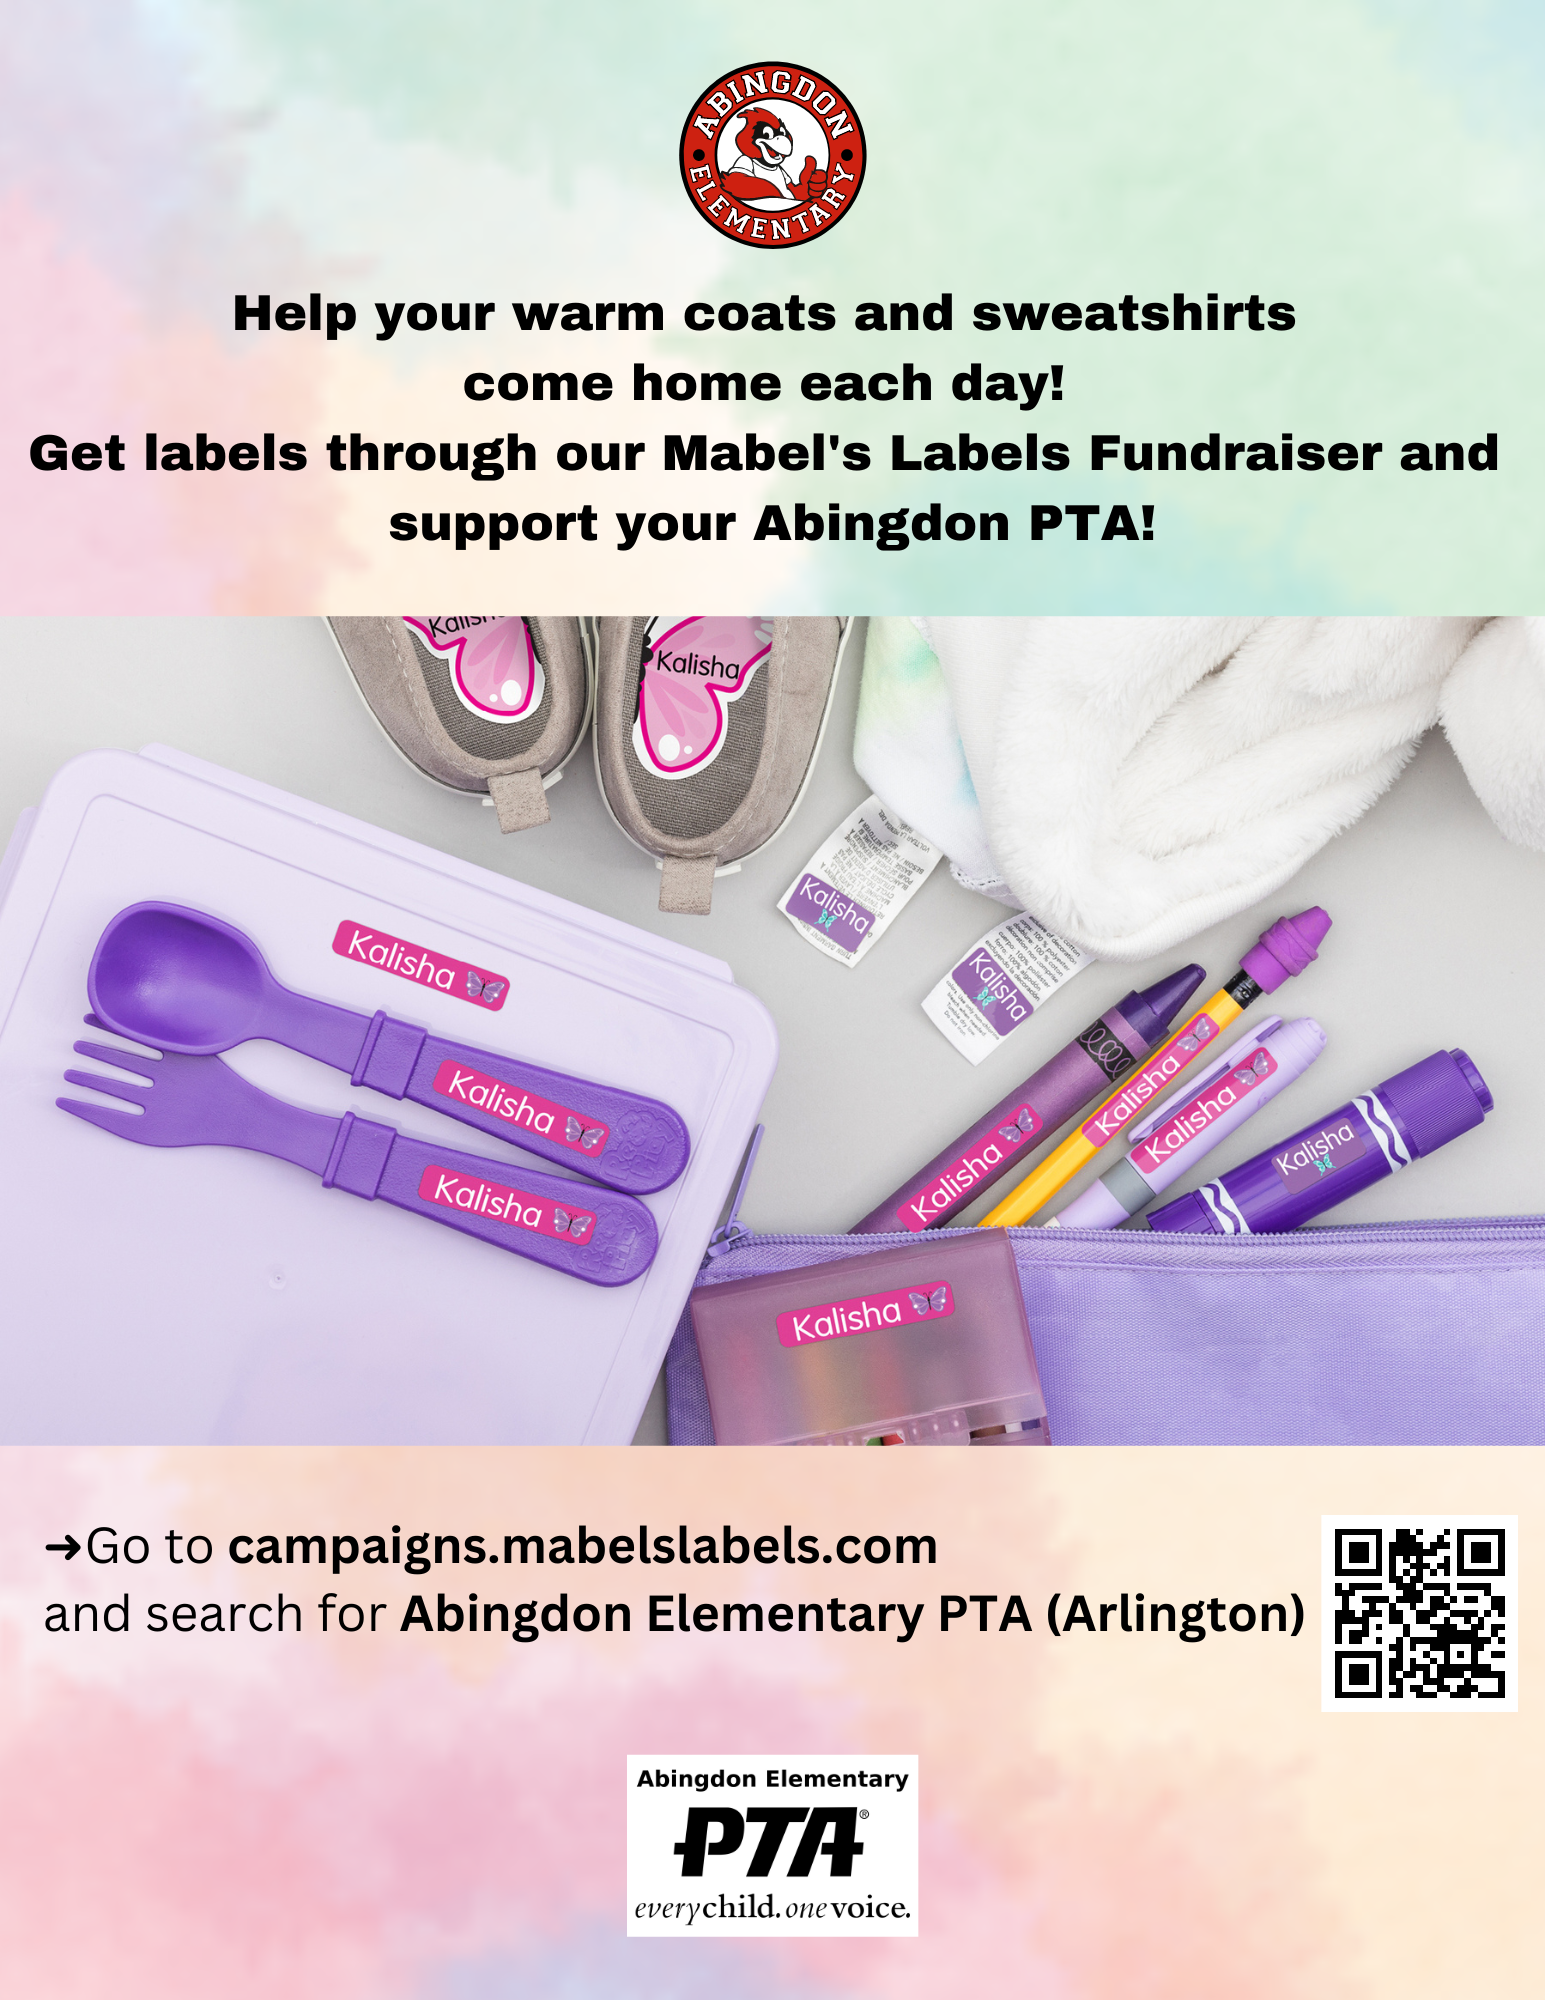 ABINGDON
ELEMENTARY
Help your warm coats and sweatshirts
come home each day!
Get labels through our Mabel's Labels Fundraiser and
support your Abingdon PTA!
Kalisha
Kalisha
Kalisha
Kalisha
Kalisha
Kalisha
Kalisha
Kalisha
Kalisha
Kalisha
Kalisha
Kalisha
➜Go to campaigns.mabelslabels.com
and search for Abingdon Elementary PTA (Arlington)
Abingdon Elementary
PTA®
everychild.onevoice.